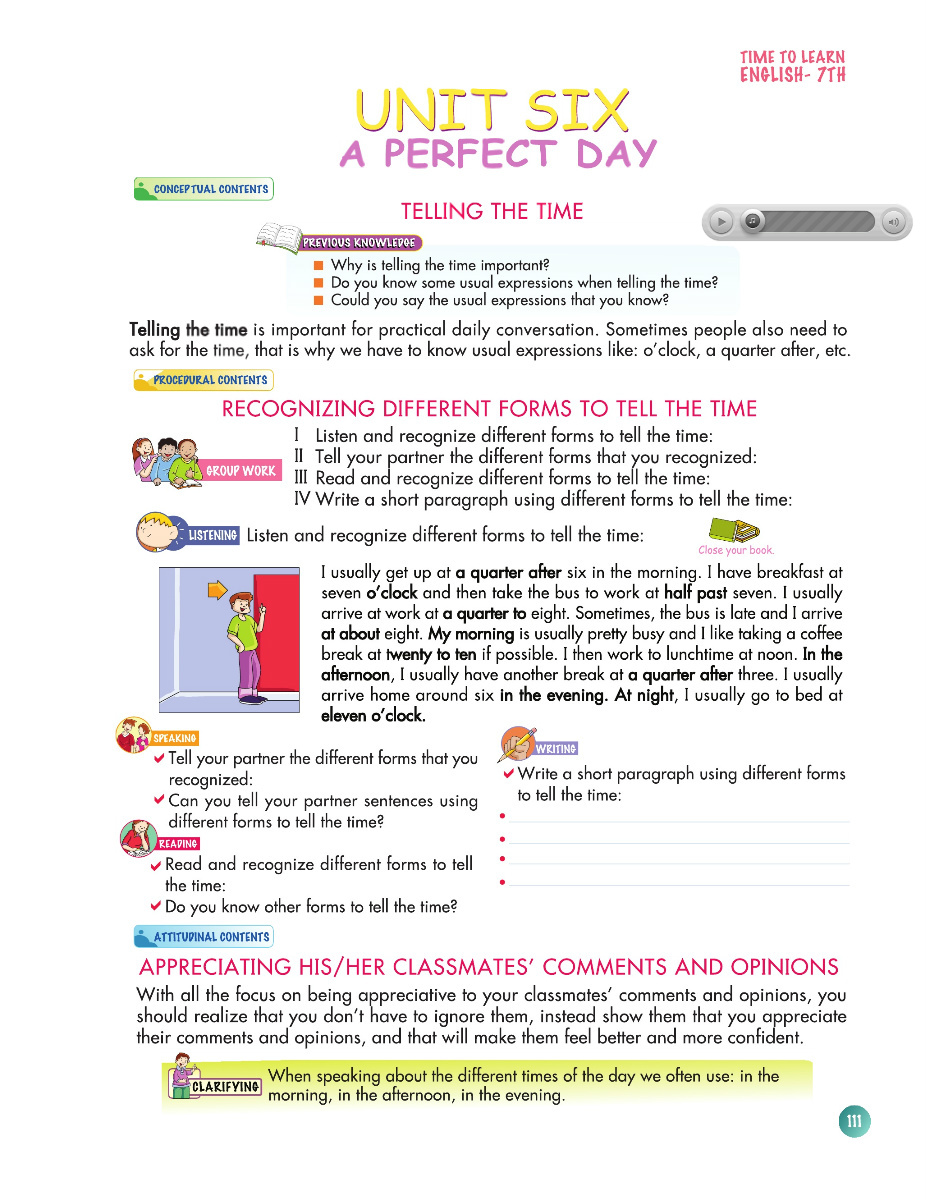 TIME TO LEARN
ENGLISH- 7TH
UNIT SIX
A PERFECT DAY
CONCEPTUAL CONTENTS
TELLING THE TIME
PREVIOUS KNOWLEDGE
Why is telling the time important?
Do you know some usual expressions when telling the time?
Could you say the usual expressions that you know?
Telling the time is important for practical daily conversation. Sometimes people also need to
ask for the time, that is why we have to know usual expressions like: o'clock, a quarter after, etc.
PROCEDURAL CONTENTS
RECOGNIZING DIFFERENT FORMS TO TELL THE TIME
GROUP WORK
I Listen and recognize different forms to tell the time:
II Tell your partner the different forms that you recognized:
III Read and recognize different forms to tell the time:
IV Write a short paragraph using different forms to tell the time:
LISTENING Listen and recognize different forms to tell the time:
Close your book.
I usually get up at a quarter after six in the morning. I have breakfast at
seven o'clock and then take the bus to work at half past seven. I usually
arrive at work at a quarter to eight. Sometimes, the bus is late and I arrive
at about eight. My morning is usually pretty busy and I like taking a coffee
break at twenty to ten if possible. I then work to lunchtime at noon. In the
afternoon, I usually have another break at a quarter after three. I usually
arrive home around six in the evening. At night, I usually go to bed at
eleven o'clock.
SPEAKING
Tell your partner the different forms that you
recognized:
Can you tell your partner sentences using
different forms to tell the time?
READING
Read and recognize different forms to tell
the time:
Do you know other forms to tell the time?
WRITING
Write a short paragraph using different forms
to tell the time:
ATTITUDINAL CONTENTS
APPRECIATING HIS/HER CLASSMATES' COMMENTS AND OPINIONS
With all the focus on being appreciative to your classmates' comments and opinions, you
should realize that you don't have to ignore them, instead show them that you appreciate
their comments and opinions, and that will make them feel better and more confident.
CLARIFYING
When speaking about the different times of the day we often use: in the
morning, in the afternoon, in the evening.
111